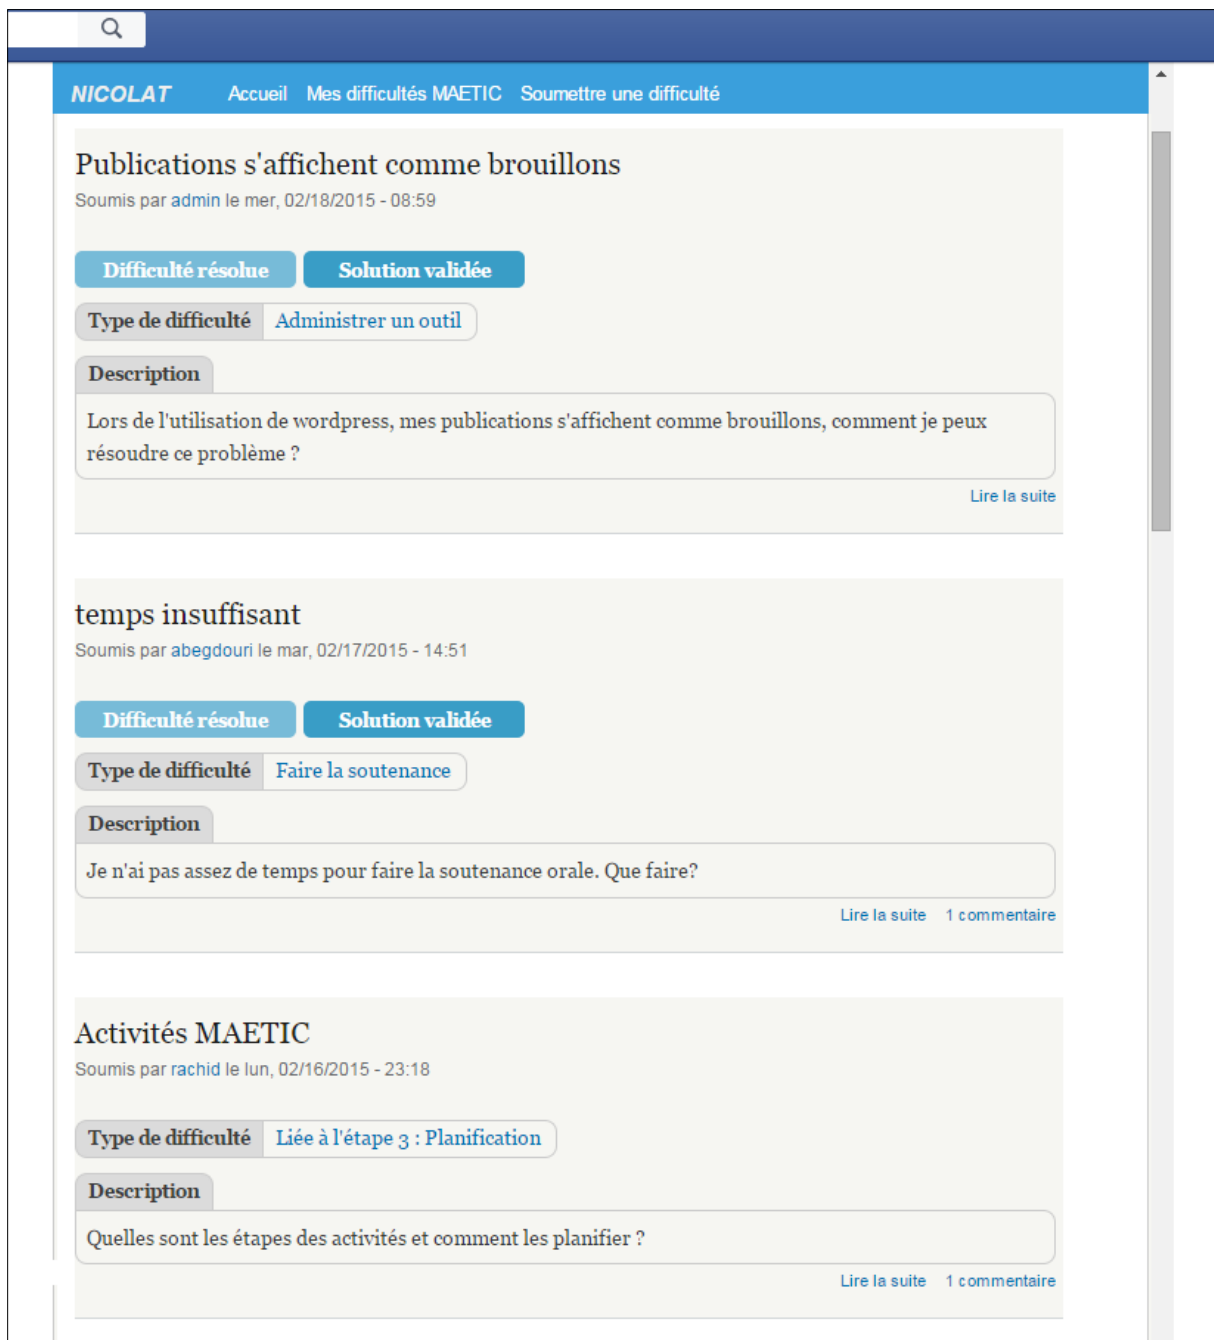 NICOLAT Accueil Mes difficultés MAETIC Soumettre une difficulté
Publications s'affichent comme brouillons
Soumis par admin le mer, 02/18/2015 - 08:59
Difficulté résolue Solution validée
Type de difficulté Administrer un outil
Description
Lors de l'utilisation de wordpress, mes publications s'affichent comme brouillons, comment je peux
résoudre ce problème ?
Lire la suite
temps insuffisant
Soumis par abegdouri le mar, 02/17/2015 - 14:51
Difficulté résolue Solution validée
Type de difficulté Faire la soutenance
Description
Je n'ai pas assez de temps pour faire la soutenance orale. Que faire?
Lire la suite 1 commentaire
Activités MAETIC
Soumis par rachid le lun, 02/16/2015 - 23:18
Type de difficulté Liée à l'étape 3 : Planification
Description
Quelles sont les étapes des activités et comment les planifier ?
Lire la suite 1 commentaire